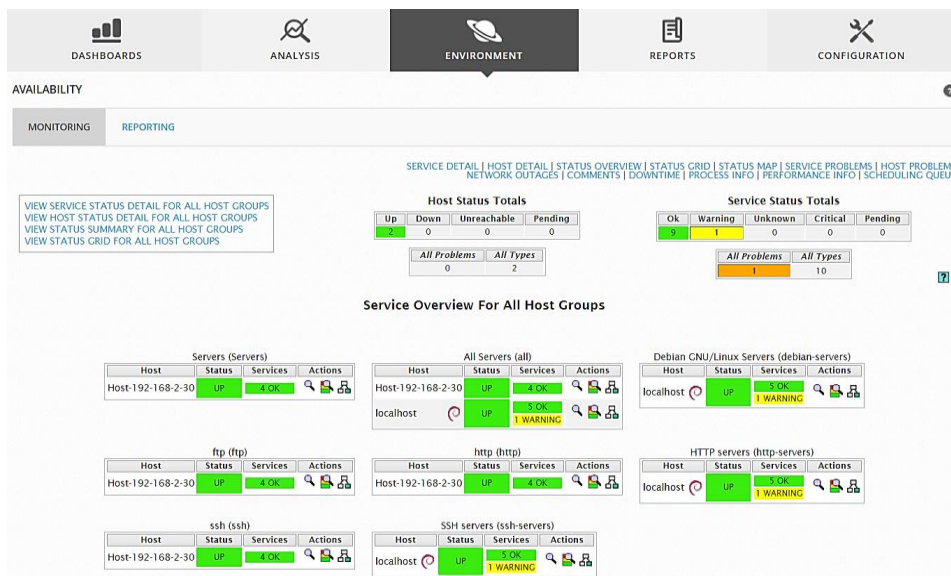 DASHBOARDS ANALYSIS ENVIRONMENT REPORTS CONFIGURATION
AVAILABILITY
MONITORING REPORTING
SERVICE DETAIL | HOST DETAIL | STATUS OVERVIEW | STATUS GRID | STATUS MAP | SERVICE PROBLEMS | HOST PROBLEM
NETWORK OUTAGES | COMMENTS | DOWNTIME | PROCESS INFO | PERFORMANCE INFO | SCHEDULING QUEU
VIEW SERVICE STATUS DETAIL FOR ALL HOST GROUPS
VIEW HOST STATUS DETAIL FOR ALL HOST GROUPS
VIEW STATUS SUMMARY FOR ALL HOST GROUPS
VIEW STATUS GRID FOR ALL HOST GROUPS
Host Status Totals
Up Down Unreachable Pending
2 0 0 0
All Problems All Types
0 2
Service Status Totals
Ok Warning Unknown Critical Pending
9 1 0 0 0
All Problems All Types
1 10
?
Service Overview For All Host Groups
Servers (Servers)
Host Status Services Actions
Host-192-168-2-30 UP 4 OK
All Servers (all)
Host Status Services Actions
Host-192-168-2-30 UP 4 OK
localhost UP 5 OK
1 WARNING
Debian GNU/Linux Servers (debian-servers)
Host Status Services Actions
localhost UP 5 OK
1 WARNING
ftp (ftp)
Host Status Services Actions
Host-192-168-2-30 UP 4 OK
http (http)
Host Status Services Actions
Host-192-168-2-30 UP 4 OK
HTTP servers (http-servers)
Host Status Services Actions
localhost UP 5 OK
1 WARNING
ssh (ssh)
Host Status Services Actions
Host-192-168-2-30 UP 4 OK
SSH servers (ssh-servers)
Host Status Services Actions
localhost UP 5 OK
1 WARNING